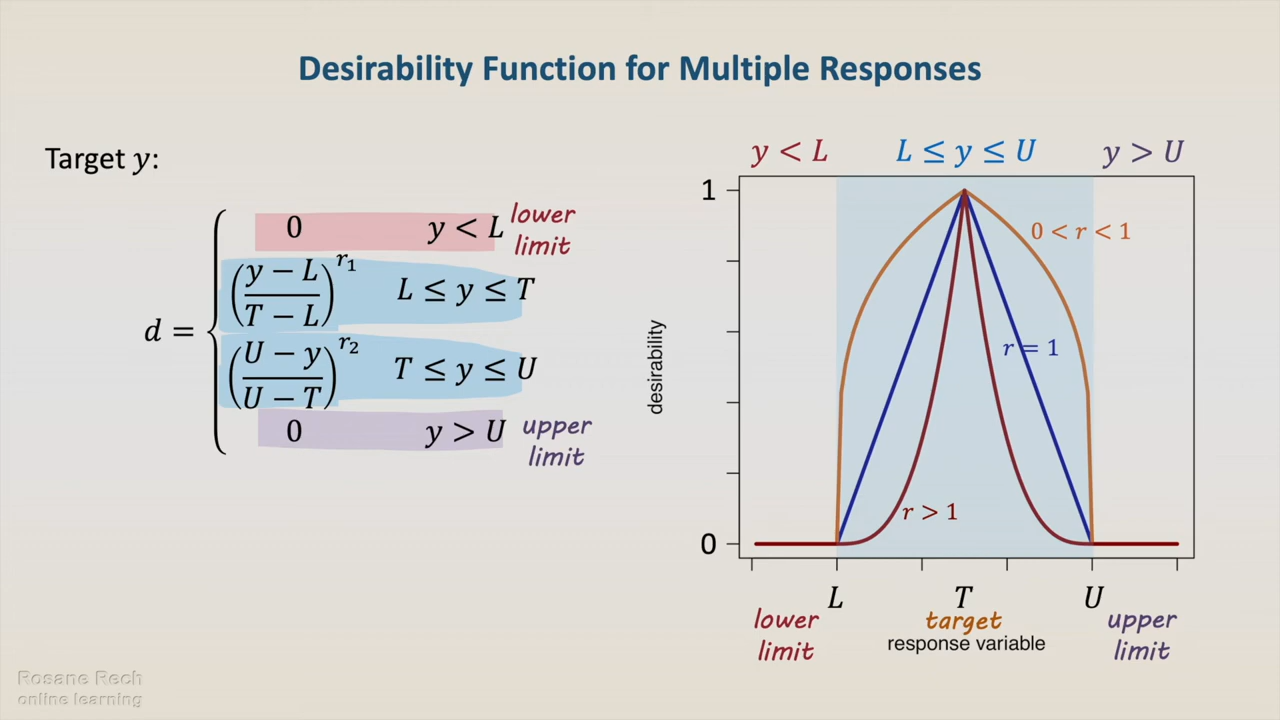 Desirability Function for Multiple Responses
Target y:
d =
0 y < L lower limit
((y − L)/(T − L))^r₁ L ≤ y ≤ T
((U − y)/(U − T))^r₂ T ≤ y ≤ U
0 y > U upper limit
y < L L ≤ y ≤ U y > U
1
0 < r < 1
r = 1
r > 1
0
desirability
L T U
lower limit target upper limit
response variable
Rosane Rech
online learning